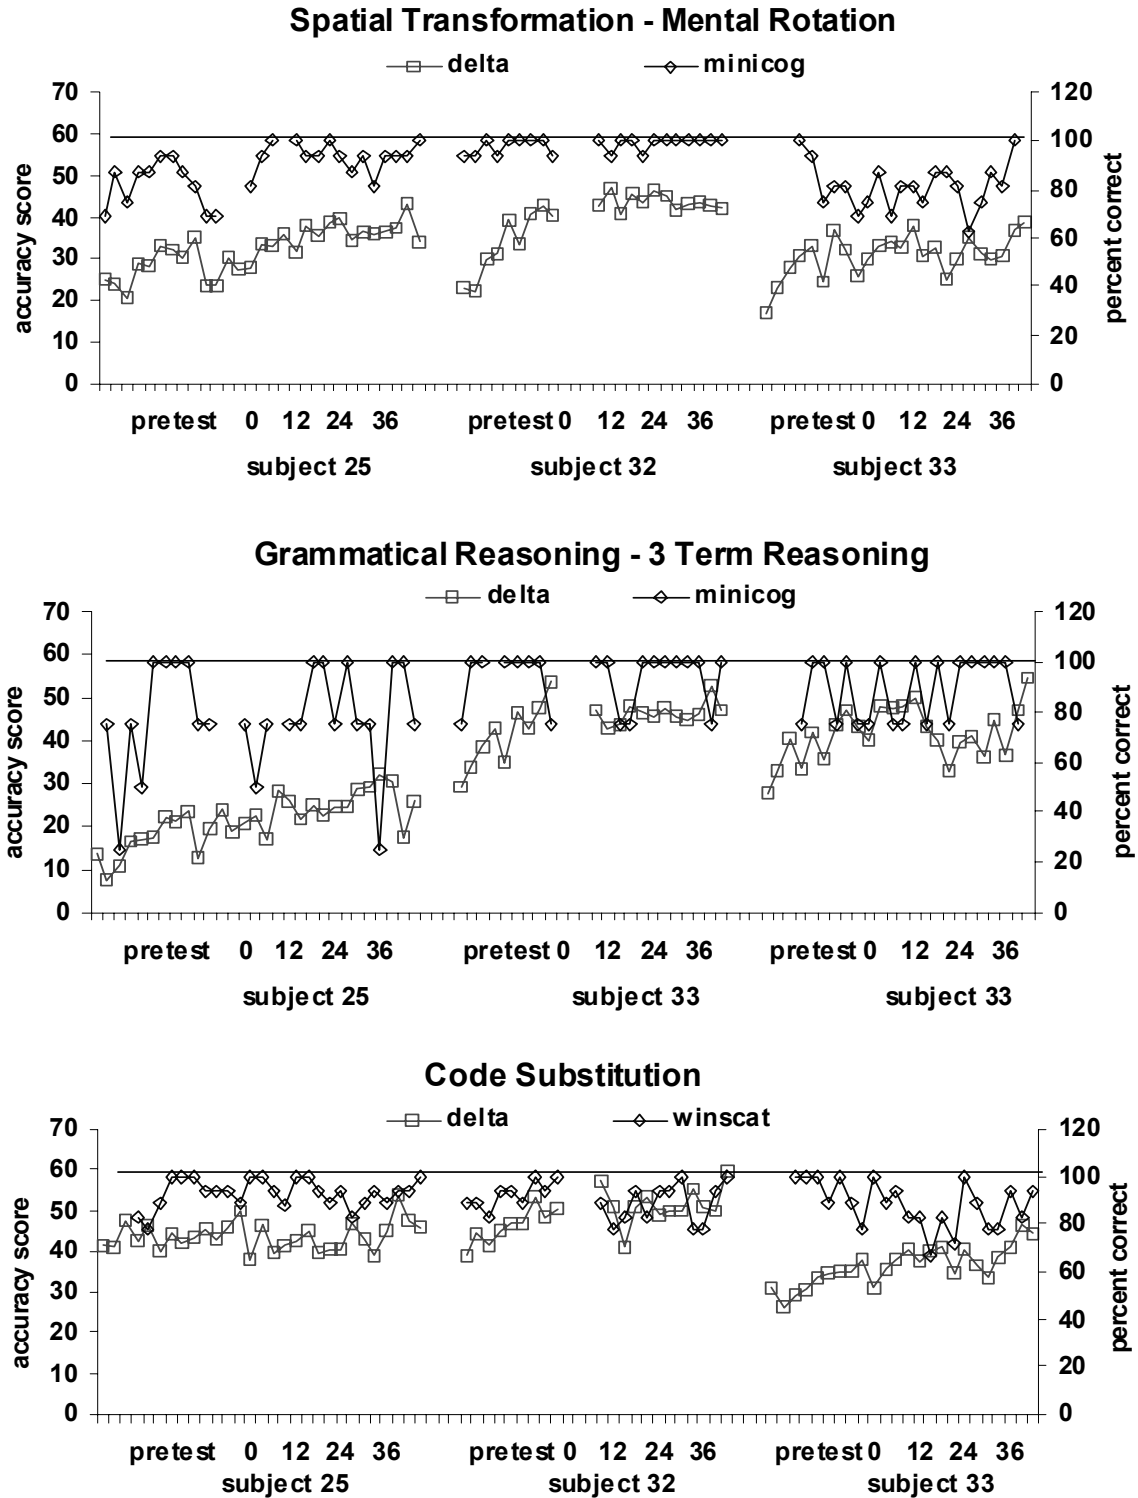 Spatial Transformation - Mental Rotation
delta minicog
70 120
60 100
50 80
40 60
30 40
20 20
10 0
0
accuracy score
percent correct
pretest 0 12 24 36 pretest 0 12 24 36 pretest 0 12 24 36
subject 25 subject 32 subject 33
Grammatical Reasoning - 3 Term Reasoning
delta minicog
70 120
60 100
50 80
40 60
30 40
20 20
10 0
0
accuracy score
percent correct
pretest 0 12 24 36 pretest 0 12 24 36 pretest 0 12 24 36
subject 25 subject 33 subject 33
Code Substitution
delta winscat
70 120
60 100
50 80
40 60
30 40
20 20
10 0
0
accuracy score
percent correct
pretest 0 12 24 36 pretest 0 12 24 36 pretest 0 12 24 36
subject 25 subject 32 subject 33